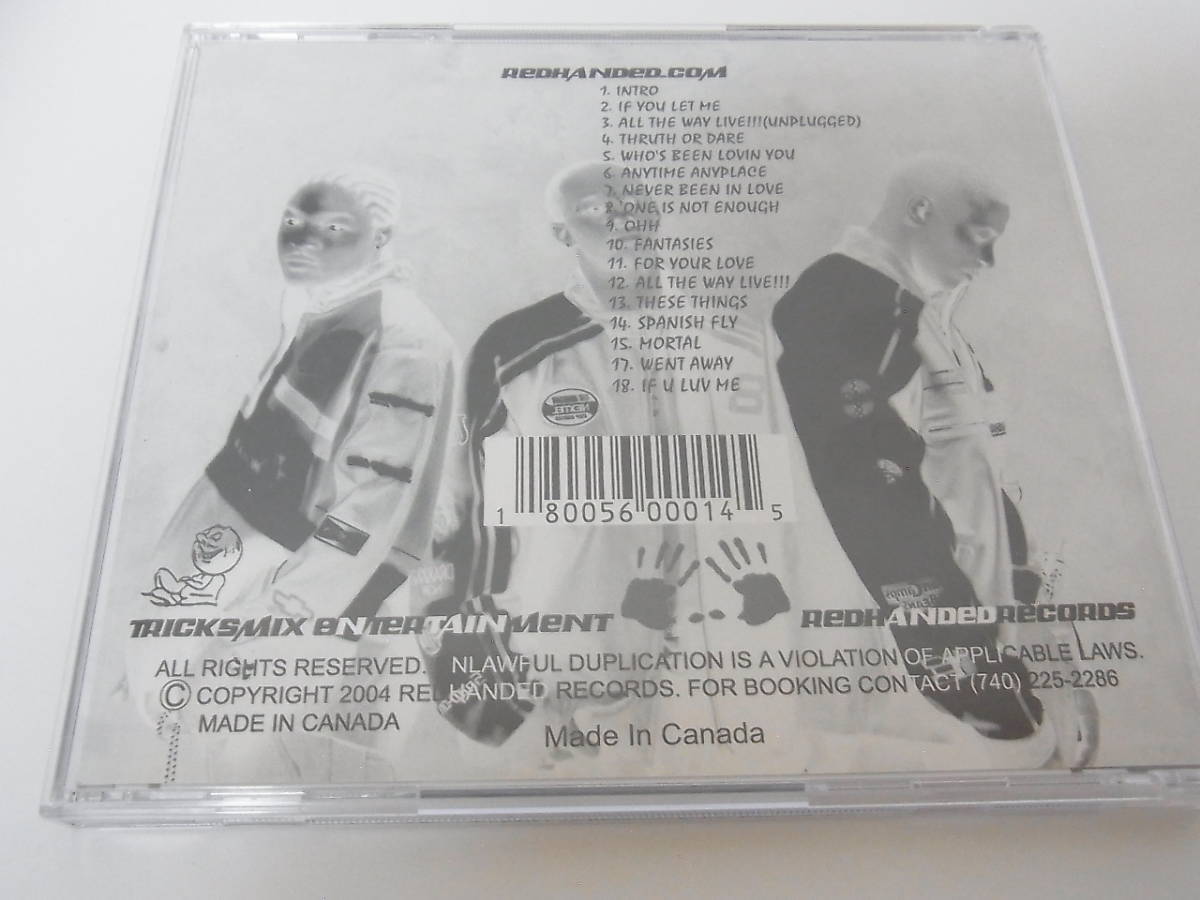 REDHANDED.COM
1. INTRO
2. IF YOU LET ME
3. ALL THE WAY LIVE!!!(UNPLUGGED)
4. THRUTH OR DARE
5. WHO'S BEEN LOVIN YOU
6. ANYTIME ANYPLACE
7. NEVER BEEN IN LOVE
8. ONE IS NOT ENOUGH
9. OHH
10. FANTASIES
11. FOR YOUR LOVE
12. ALL THE WAY LIVE!!!
13. THESE THINGS
14. SPANISH FLY
15. MORTAL
17. WENT AWAY
18. IF U LUV ME
1 80056 00014 5
TRICKSMIX ENTERTAINMENT
REDHANDEDRECORDS
ALL RIGHTS RESERVED. NLAWFUL DUPLICATION IS A VIOLATION OF APPLICABLE LAWS.
© COPYRIGHT 2004 RED HANDED RECORDS. FOR BOOKING CONTACT (740) 225-2286
MADE IN CANADA
Made In Canada